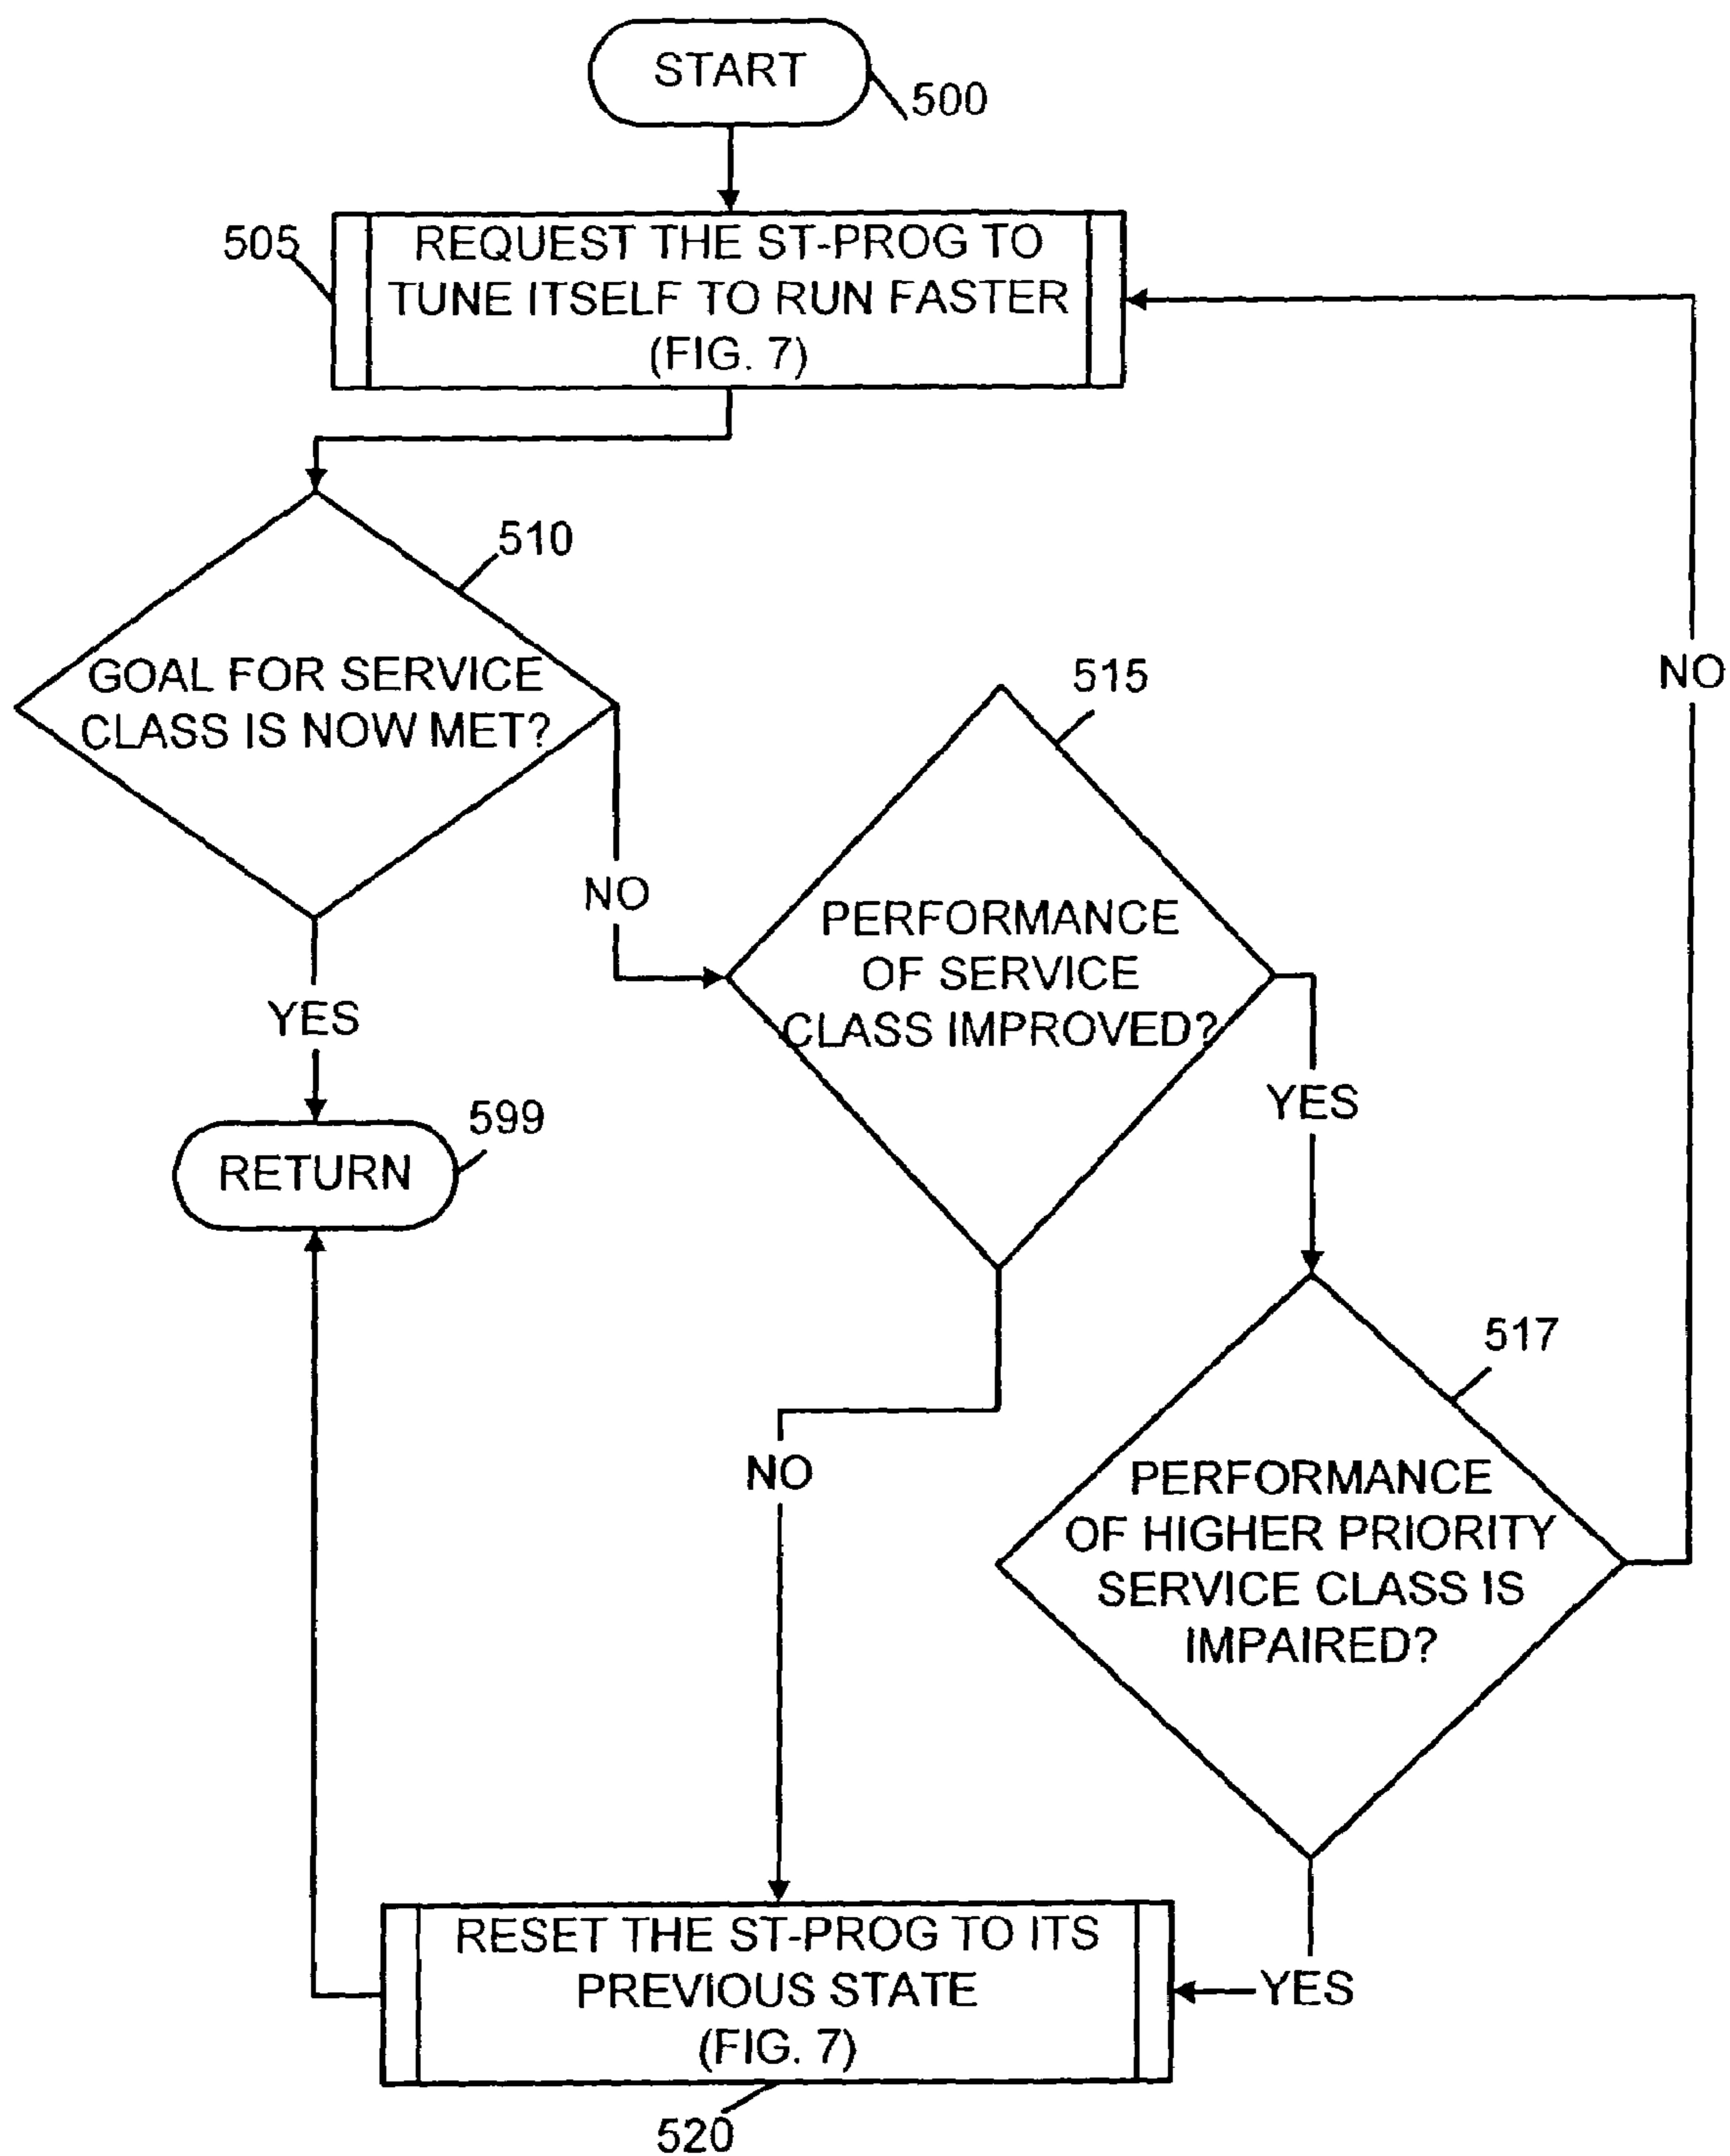 START
500
505
REQUEST THE ST-PROG TO
TUNE ITSELF TO RUN FASTER
(FIG. 7)
510
GOAL FOR SERVICE
CLASS IS NOW MET?
NO
YES
599
RETURN
515
PERFORMANCE
OF SERVICE
CLASS IMPROVED?
YES
NO
517
PERFORMANCE
OF HIGHER PRIORITY
SERVICE CLASS IS
IMPAIRED?
NO
YES
RESET THE ST-PROG TO ITS
PREVIOUS STATE
(FIG. 7)
520